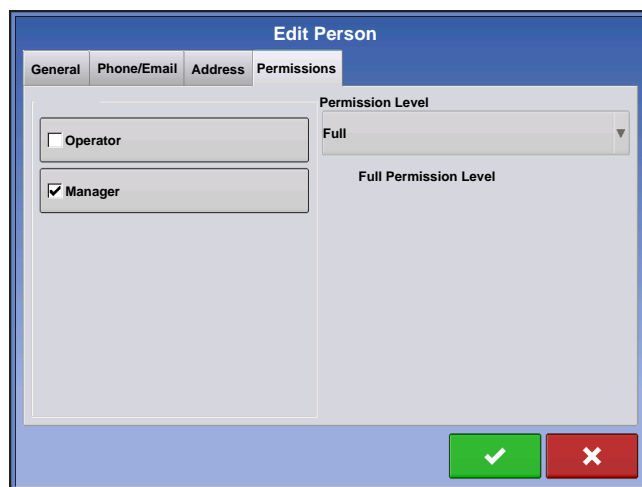 Edit Person
General
Phone/Email
Address
Permissions
Operator
Manager
Permission Level
Full
Full Permission Level